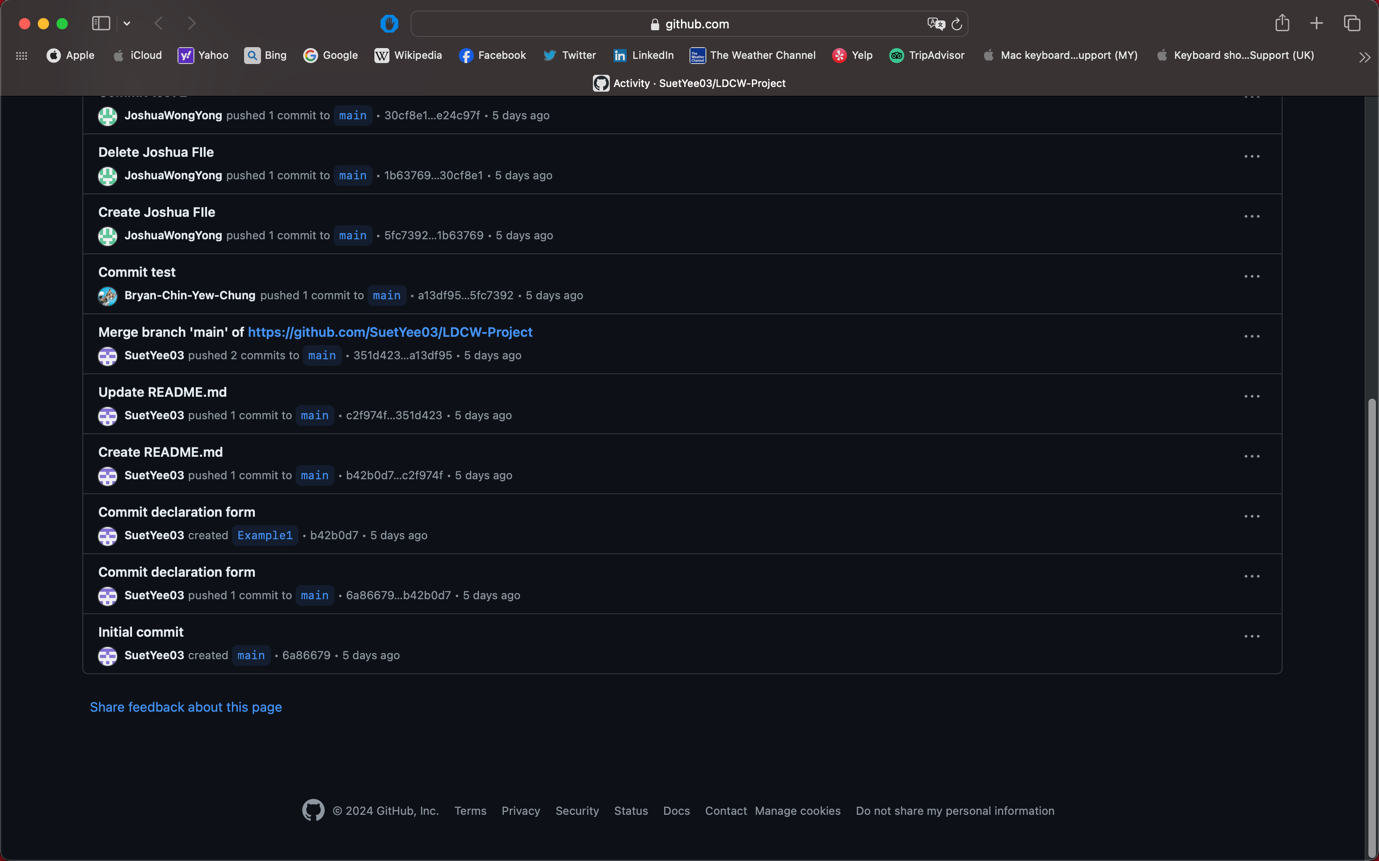 github.com
Apple iCloud Yahoo Bing Google Wikipedia Facebook Twitter LinkedIn The Weather Channel Yelp TripAdvisor Mac keyboard...upport (MY) Keyboard sho...Support (UK)
Activity · SuetYee03/LDCW-Project
JoshuaWongYong pushed 1 commit to main • 30cf8e1...e24c97f • 5 days ago
Delete Joshua FIle
JoshuaWongYong pushed 1 commit to main • 1b63769...30cf8e1 • 5 days ago
Create Joshua FIle
JoshuaWongYong pushed 1 commit to main • 5fc7392...1b63769 • 5 days ago
Commit test
Bryan-Chin-Yew-Chung pushed 1 commit to main • a13df95...5fc7392 • 5 days ago
Merge branch 'main' of https://github.com/SuetYee03/LDCW-Project
SuetYee03 pushed 2 commits to main • 351d423...a13df95 • 5 days ago
Update README.md
SuetYee03 pushed 1 commit to main • c2f974f...351d423 • 5 days ago
Create README.md
SuetYee03 pushed 1 commit to main • b42b0d7...c2f974f • 5 days ago
Commit declaration form
SuetYee03 created Example1 • b42b0d7 • 5 days ago
Commit declaration form
SuetYee03 pushed 1 commit to main • 6a86679...b42b0d7 • 5 days ago
Initial commit
SuetYee03 created main • 6a86679 • 5 days ago
Share feedback about this page
© 2024 GitHub, Inc. Terms Privacy Security Status Docs Contact Manage cookies Do not share my personal information